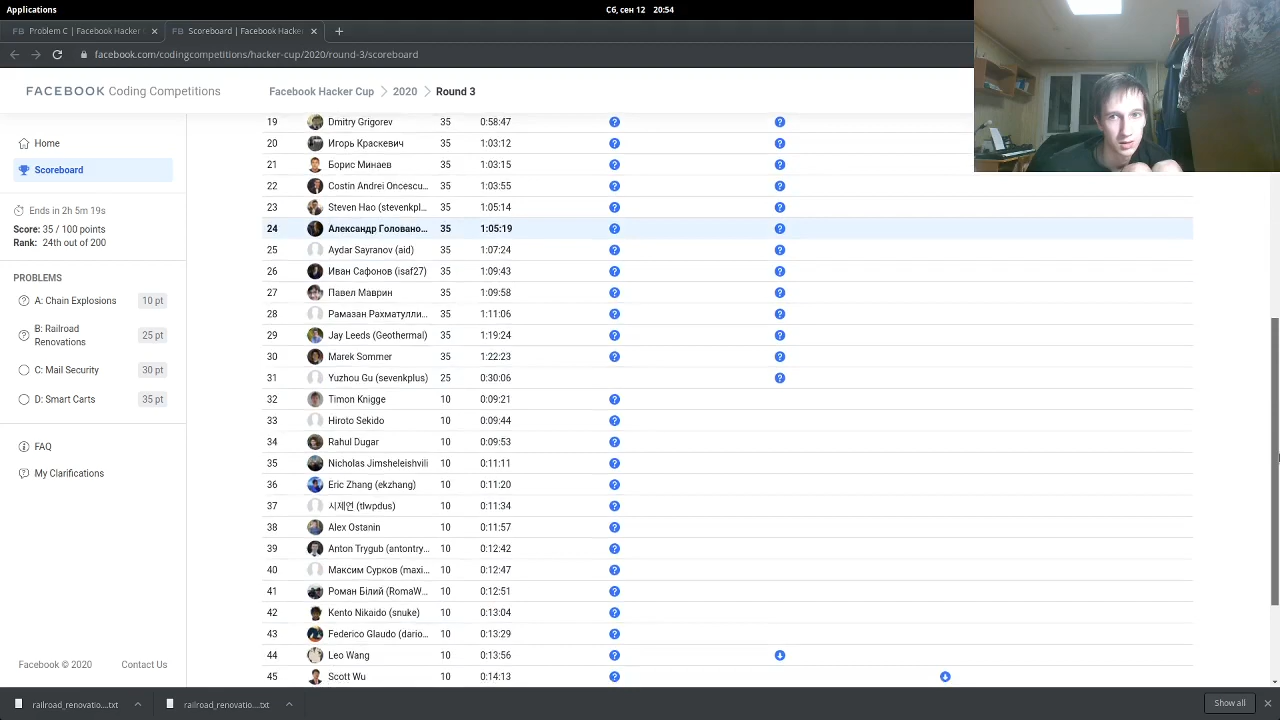 Applications
Сб, сен 12 20:54
Problem C | Facebook Hacker
Scoreboard | Facebook Hacke
facebook.com/codingcompetitions/hacker-cup/2020/round-3/scoreboard
FACEBOOK Coding Competitions
Facebook Hacker Cup
2020
Round 3
Home
Scoreboard
Ends in 2h 5m 19s
Score: 35 / 100 points
Rank: 24th out of 200
PROBLEMS
A: Chain Explosions 10 pt
B: Railroad
Renovations 25 pt
C: Mail Security 30 pt
D: Smart Carts 35 pt
FAQ
My Clarifications
Facebook © 2020 Contact Us
19 Dmitry Grigorev 35 0:58:47
20 Игорь Краскевич 35 1:03:12
21 Борис Минаев 35 1:03:15
22 Costin Andrei Oncescu... 35 1:03:55
23 Steven Hao (stevenkpl... 35 1:05:14
24 Александр Головано... 35 1:05:19
25 Aydar Sayranov (aid) 35 1:07:24
26 Иван Сафонов (isaf27) 35 1:09:43
27 Павел Маврин 35 1:09:58
28 Рамазан Рахматулли... 35 1:11:06
29 Jay Leeds (Geothermal) 35 1:19:24
30 Marek Sommer 35 1:22:23
31 Yuzhou Gu (sevenkplus) 25 0:30:06
32 Timon Knigge 10 0:09:21
33 Hiroto Sekido 10 0:09:44
34 Rahul Dugar 10 0:09:53
35 Nicholas Jimsheleishvili 10 0:11:11
36 Eric Zhang (ekzhang) 10 0:11:20
37 시제연 (tlwpdus) 10 0:11:34
38 Alex Ostanin 10 0:11:57
39 Anton Trygub (antontry... 10 0:12:42
40 Максим Сурков (maxi... 10 0:12:47
41 Роман Білий (RomaW... 10 0:12:51
42 Kento Nikaido (snuke) 10 0:13:04
43 Federico Glaudo (dario... 10 0:13:29
44 Leo Wang 10 0:13:56
45 Scott Wu 10 0:14:13
railroad_renovatio....txt
railroad_renovatio....txt
Show all